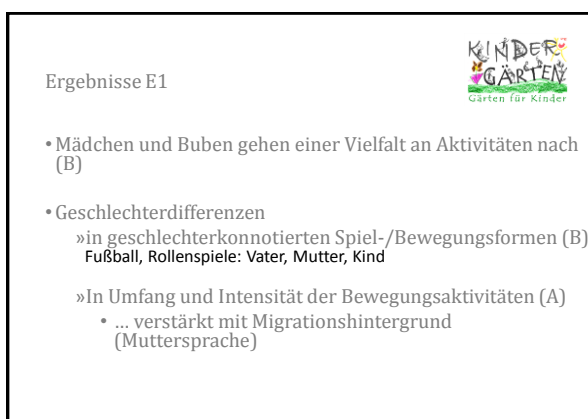 KINDER
GÄRTEN
Gärten für Kinder
Ergebnisse E1
• Mädchen und Buben gehen einer Vielfalt an Aktivitäten nach
(B)
• Geschlechterdifferenzen
»in geschlechterkonnotierten Spiel-/Bewegungsformen (B)
Fußball, Rollenspiele: Vater, Mutter, Kind
»In Umfang und Intensität der Bewegungsaktivitäten (A)
• … verstärkt mit Migrationshintergrund
(Muttersprache)